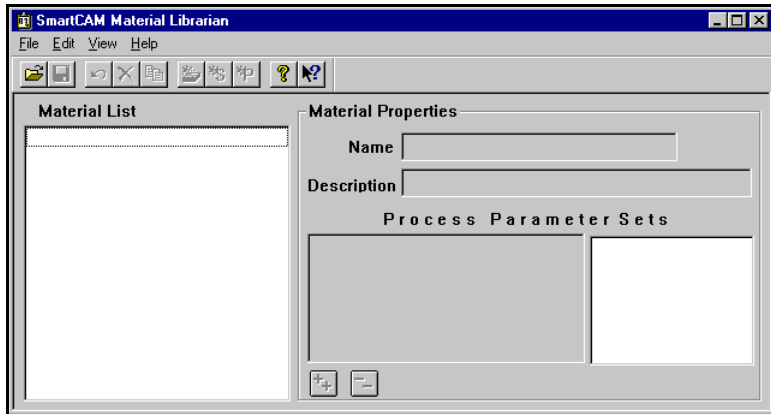 SmartCAM Material Librarian
File Edit View Help
Material List
Material Properties
Name
Description
Process Parameter Sets